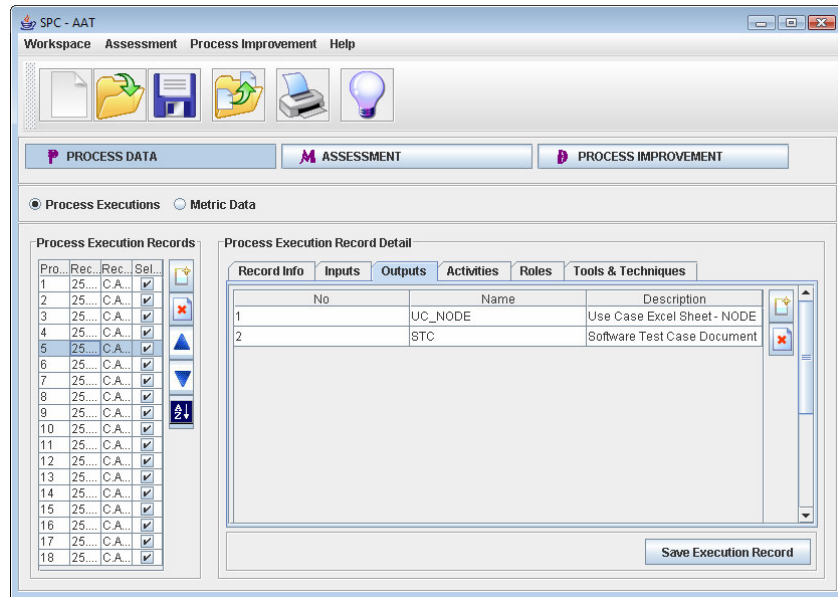 SPC - AAT
Workspace Assessment Process Improvement Help
P PROCESS DATA M ASSESSMENT D PROCESS IMPROVEMENT
Process Executions Metric Data
Process Execution Records
Pro... Rec... Rec... Sel...
1 25.... C.A...
2 25.... C.A...
3 25.... C.A...
4 25.... C.A...
5 25.... C.A...
6 25.... C.A...
7 25.... C.A...
8 25.... C.A...
9 25.... C.A...
10 25.... C.A...
11 25.... C.A...
12 25.... C.A...
13 25.... C.A...
14 25.... C.A...
15 25.... C.A...
16 25.... C.A...
17 25.... C.A...
18 25.... C.A...
A
Z
Process Execution Record Detail
Record Info Inputs Outputs Activities Roles Tools & Techniques
No Name Description
1 UC_NODE Use Case Excel Sheet - NODE
2 STC Software Test Case Document
Save Execution Record